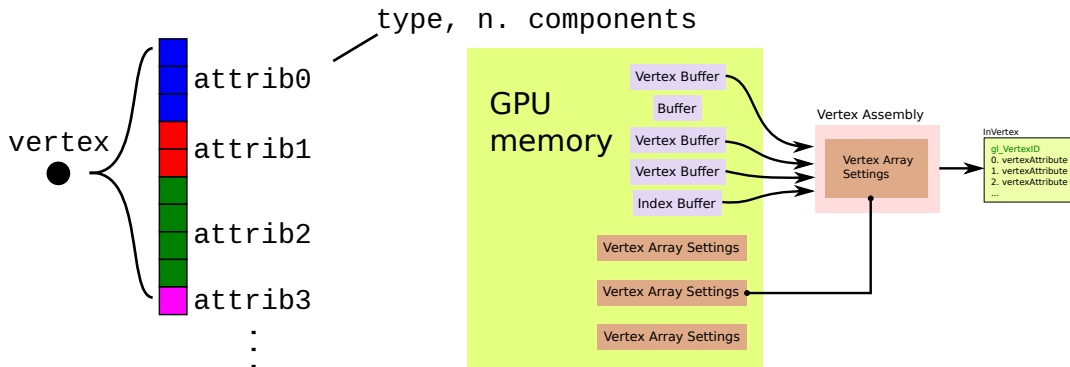 type, n. components
attrib0
vertex
attrib1
attrib2
attrib3
GPU
memory
Vertex Buffer
Buffer
Vertex Buffer
Vertex Buffer
Index Buffer
Vertex Array Settings
Vertex Array Settings
Vertex Array Settings
Vertex Assembly
Vertex Array
Settings
InVertex
gl_VertexID
0. vertexAttribute
1. vertexAttribute
2. vertexAttribute
...